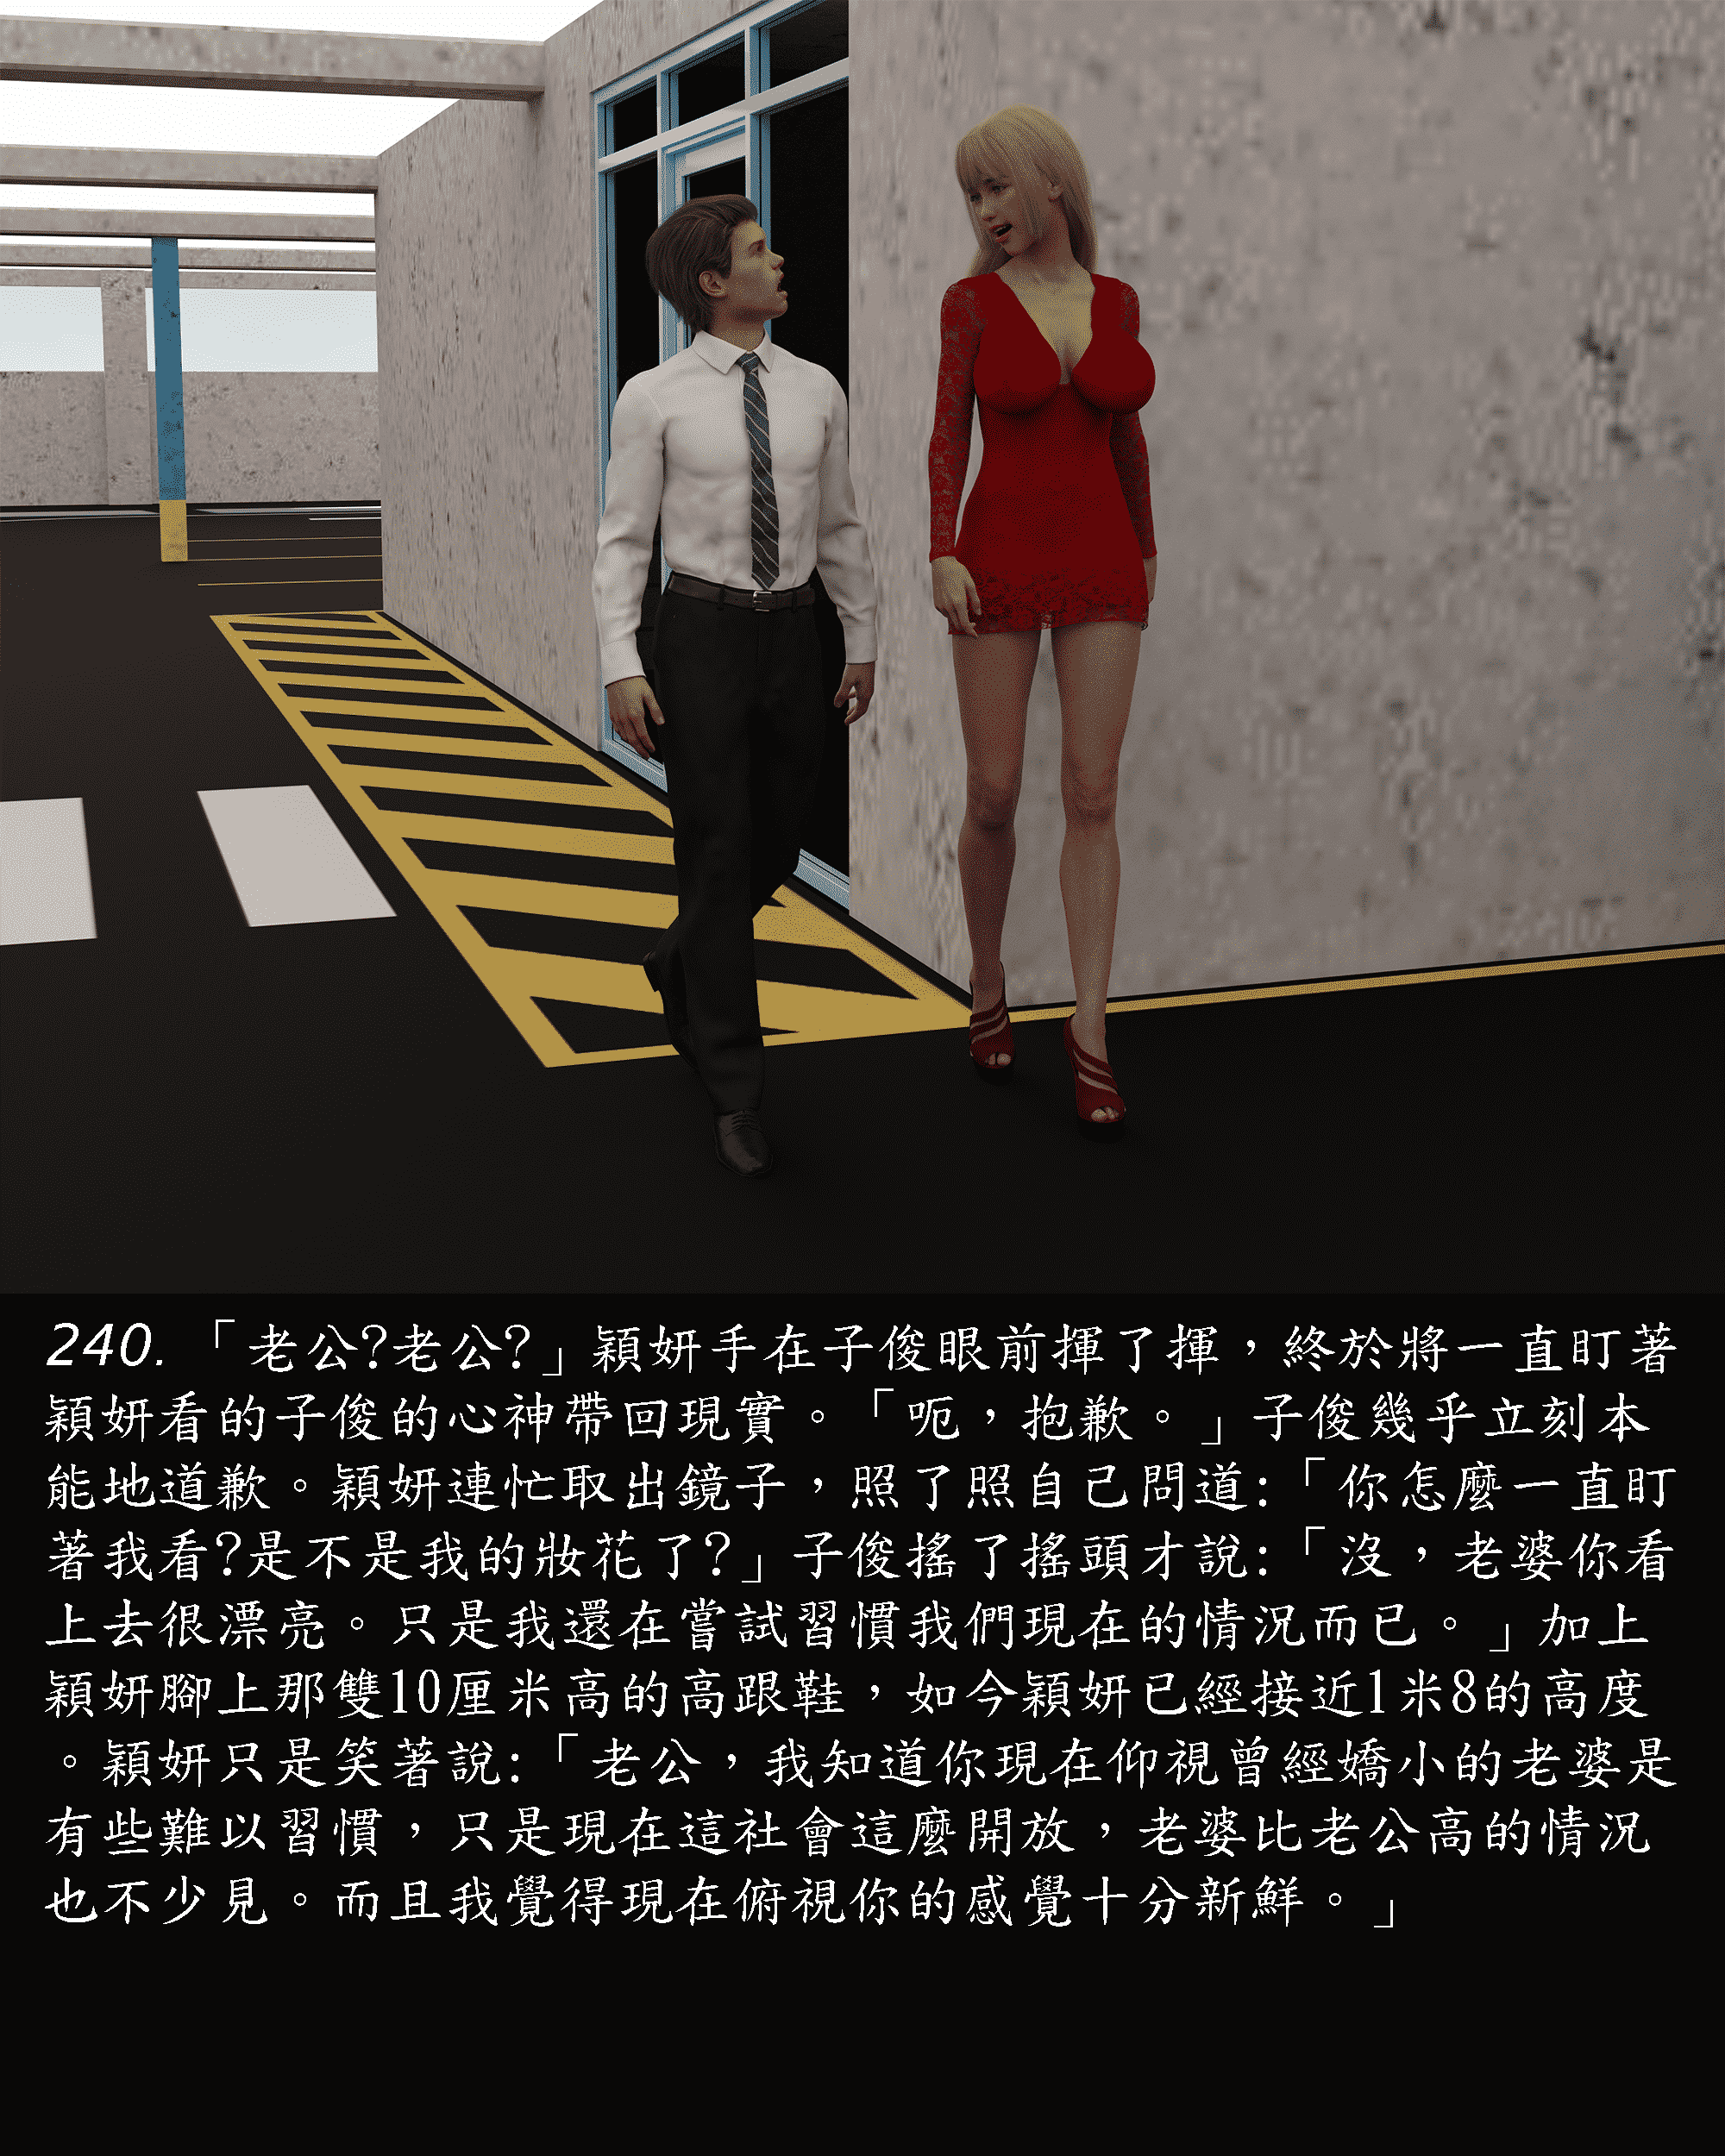 240. 「老公?老公?」穎妍手在子俊眼前揮了揮，終於將一直盯著
穎妍看的子俊的心神帶回現實。「呃，抱歉。」子俊幾乎立刻本
能地道歉。穎妍連忙取出鏡子，照了照自己問道:「你怎麼一直盯
著我看?是不是我的妝花了?」子俊搖了搖頭才說:「沒，老婆你看
上去很漂亮。只是我還在嘗試習慣我們現在的情況而已。」加上
穎妍腳上那雙10厘米高的高跟鞋，如今穎妍已經接近1米8的高度
。穎妍只是笑著說:「老公，我知道你現在仰視曾經嬌小的老婆是
有些難以習慣，只是現在這社會這麼開放，老婆比老公高的情況
也不少見。而且我覺得現在俯視你的感覺十分新鮮。」